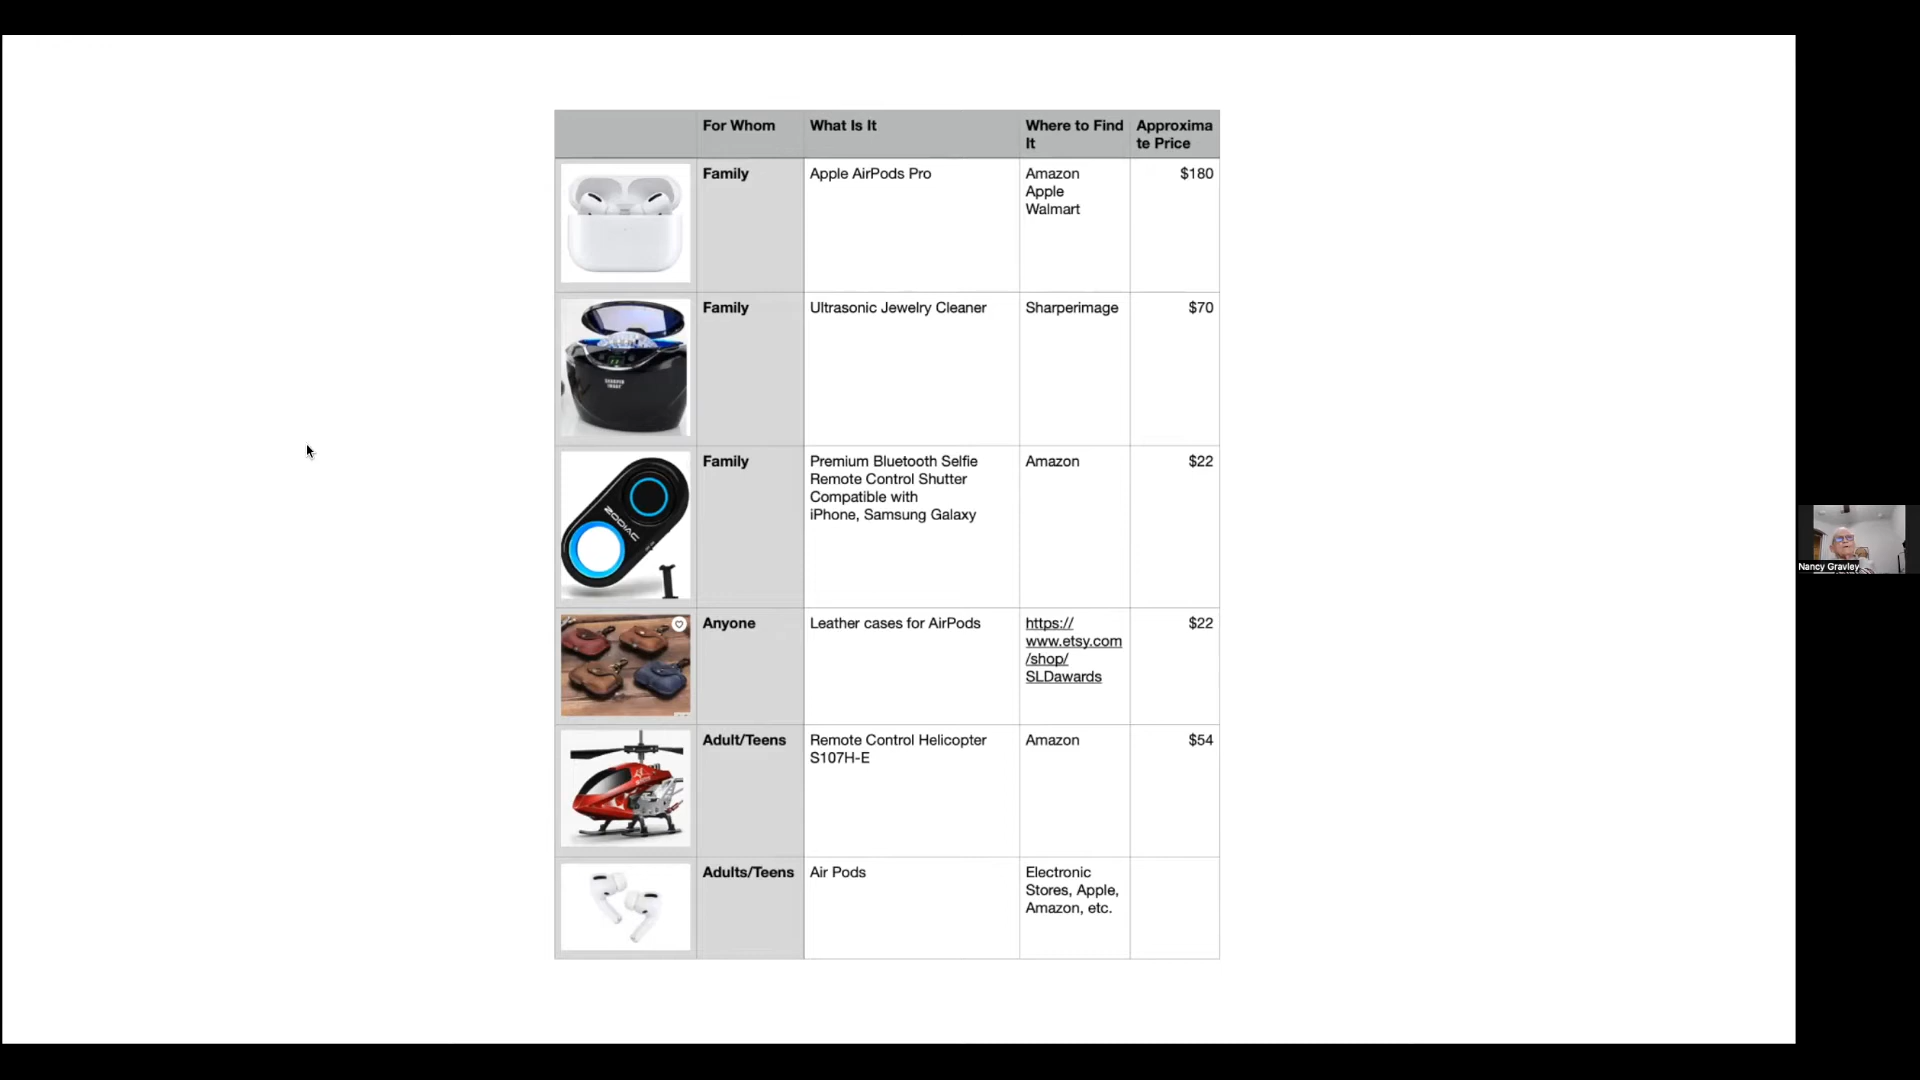 For Whom
What Is It
Where to Find
It
Approxima
te Price
Family
Apple AirPods Pro
Amazon
Apple
Walmart
$180
SHARPER
IMAGE
Family
Ultrasonic Jewelry Cleaner
Sharperimage
$70
ZODIAC
Family
Premium Bluetooth Selfie
Remote Control Shutter
Compatible with
iPhone, Samsung Galaxy
Amazon
$22
Anyone
Leather cases for AirPods
https://
www.etsy.com
/shop/
SLDawards
$22
Adult/Teens
Remote Control Helicopter
S107H-E
Amazon
$54
Adults/Teens
Air Pods
Electronic
Stores, Apple,
Amazon, etc.
Nancy Gravley